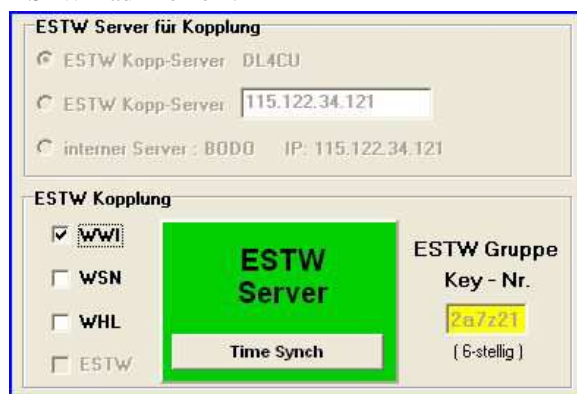 ESTW Server für Kopplung
ESTW Kopp-Server DL4CU
ESTW Kopp-Server 115.122.34.121
interner Server : BODO IP: 115.122.34.121
ESTW Kopplung
WWI
WSN
WHL
ESTW
ESTW
Server
Time Synch
ESTW Gruppe
Key - Nr.
2a7z21
( 6-stellig )